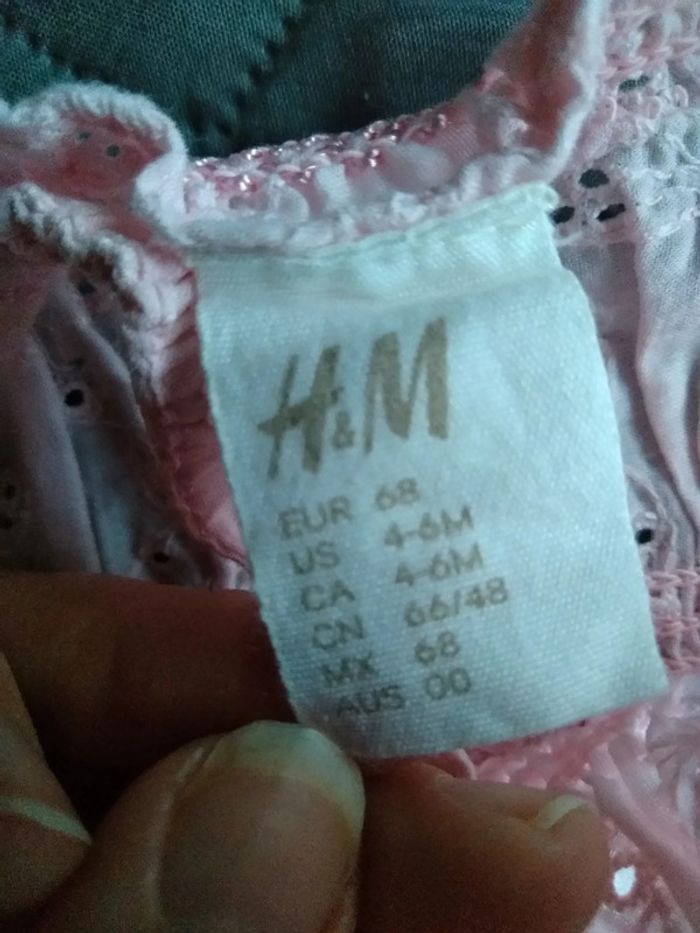 H&M
EUR 68
US 4-6M
CA 4-6M
CN 66/48
MX 68
AUS 00